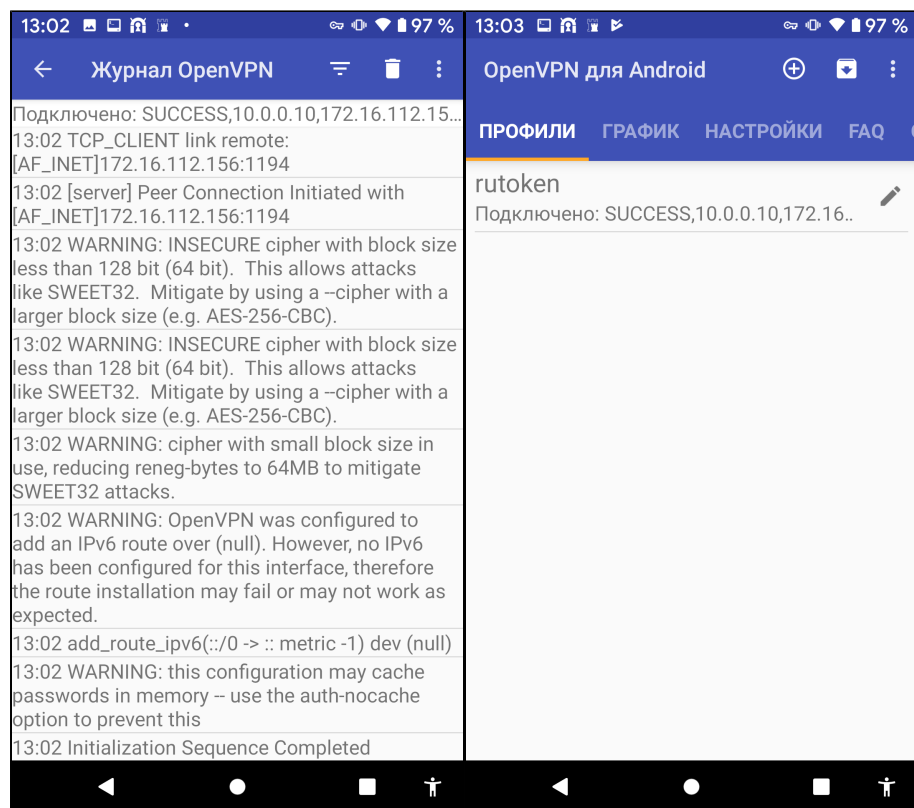 13:02
97 %
Журнал OpenVPN
Подключено: SUCCESS,10.0.0.10,172.16.112.15...
13:02 TCP_CLIENT link remote:
[AF_INET]172.16.112.156:1194
13:02 [server] Peer Connection Initiated with
[AF_INET]172.16.112.156:1194
13:02 WARNING: INSECURE cipher with block size
less than 128 bit (64 bit).  This allows attacks
like SWEET32.  Mitigate by using a --cipher with a
larger block size (e.g. AES-256-CBC).
13:02 WARNING: INSECURE cipher with block size
less than 128 bit (64 bit).  This allows attacks
like SWEET32.  Mitigate by using a --cipher with a
larger block size (e.g. AES-256-CBC).
13:02 WARNING: cipher with small block size in
use, reducing reneg-bytes to 64MB to mitigate
SWEET32 attacks.
13:02 WARNING: OpenVPN was configured to
add an IPv6 route over (null). However, no IPv6
has been configured for this interface, therefore
the route installation may fail or may not work as
expected.
13:02 add_route_ipv6(::/0 -> :: metric -1) dev (null)
13:02 WARNING: this configuration may cache
passwords in memory -- use the auth-nocache
option to prevent this
13:02 Initialization Sequence Completed
13:03
97 %
OpenVPN для Android
ПРОФИЛИ ГРАФИК НАСТРОЙКИ FAQ
rutoken
Подключено: SUCCESS,10.0.0.10,172.16..